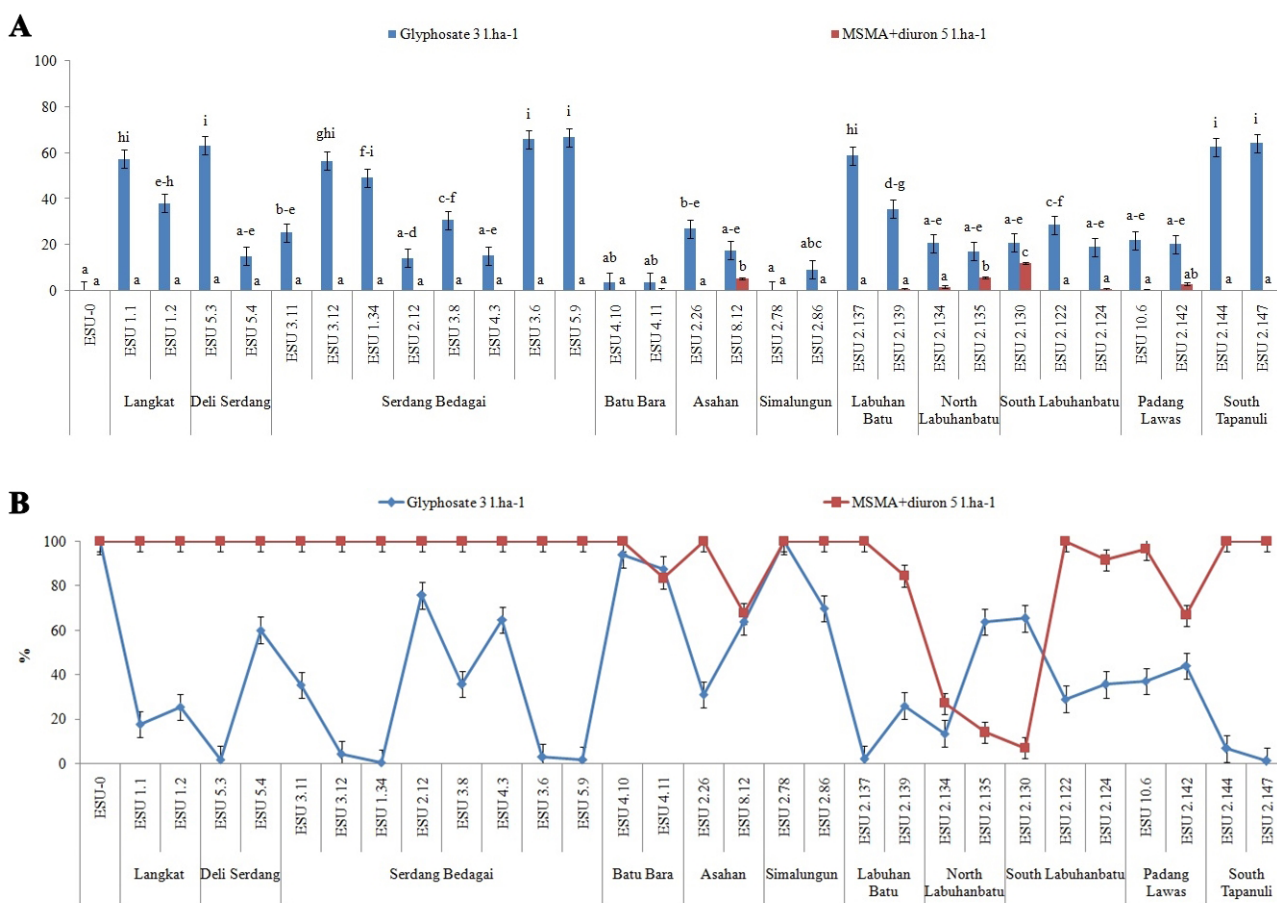 A
Glyphosate 3 l.ha-1 MSMA+diuron 5 l.ha-1
100
80
60
40
20
0
a a hi a e-h a i a a-e a b-e a ghi a f-i a a-d a c-f a a-e a i a i a ab a ab a b-e a a-e b a a abc a hi a d-g a a-e a a-e b a-e c c-f a a-e a a-e a a-e ab i a i a
ESU-0 ESU 1.1 ESU 1.2 ESU 5.3 ESU 5.4 ESU 3.11 ESU 3.12 ESU 1.34 ESU 2.12 ESU 3.8 ESU 4.3 ESU 3.6 ESU 5.9 ESU 4.10 ESU 4.11 ESU 2.26 ESU 8.12 ESU 2.78 ESU 2.86 ESU 2.137 ESU 2.139 ESU 2.134 ESU 2.135 ESU 2.130 ESU 2.122 ESU 2.124 ESU 10.6 ESU 2.142 ESU 2.144 ESU 2.147
Langkat Deli Serdang Serdang Bedagai Batu Bara Asahan Simalungun Labuhan North South Labuhanbatu Padang South
Batu Labuhanbatu Lawas Tapanuli
B
Glyphosate 3 l.ha-1 MSMA+diuron 5 l.ha-1
%
100
80
60
40
20
0
ESU-0 ESU 1.1 ESU 1.2 ESU 5.3 ESU 5.4 ESU 3.11 ESU 3.12 ESU 1.34 ESU 2.12 ESU 3.8 ESU 4.3 ESU 3.6 ESU 5.9 ESU 4.10 ESU 4.11 ESU 2.26 ESU 8.12 ESU 2.78 ESU 2.86 ESU 2.137 ESU 2.139 ESU 2.134 ESU 2.135 ESU 2.130 ESU 2.122 ESU 2.124 ESU 10.6 ESU 2.142 ESU 2.144 ESU 2.147
Langkat Deli Serdang Serdang Bedagai Batu Bara Asahan Simalungun Labuhan North South Labuhanbatu Padang South
Batu Labuhanbatu Lawas Tapanuli